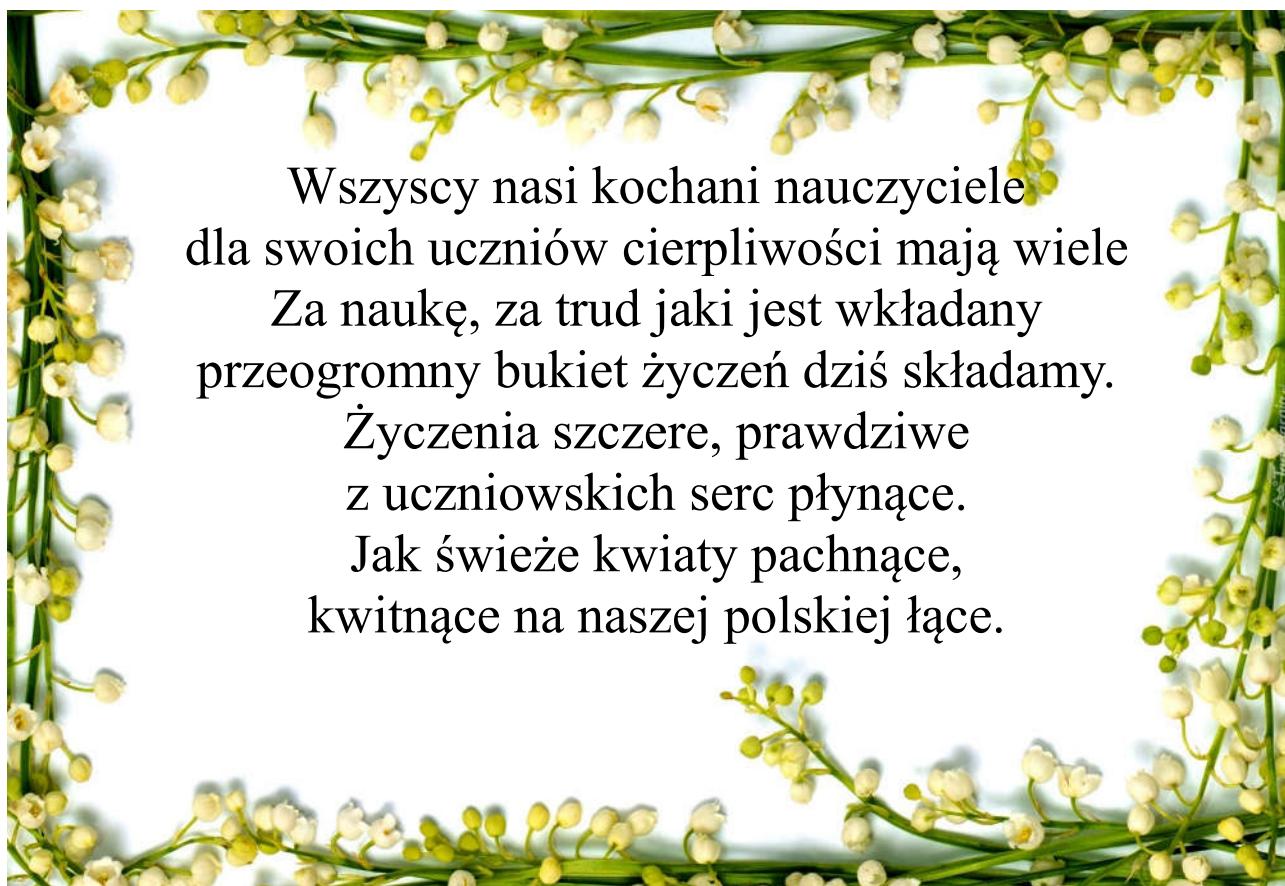 Wszyscy nasi kochani nauczyciele
dla swoich uczniów cierpliwości mają wiele
Za naukę, za trud jaki jest wkładany
przeogromny bukiet życzeń dziś składamy.
Życzenia szczere, prawdziwe
z uczniowskich serc płynące.
Jak świeże kwiaty pachnące,
kwitnące na naszej polskiej łące.